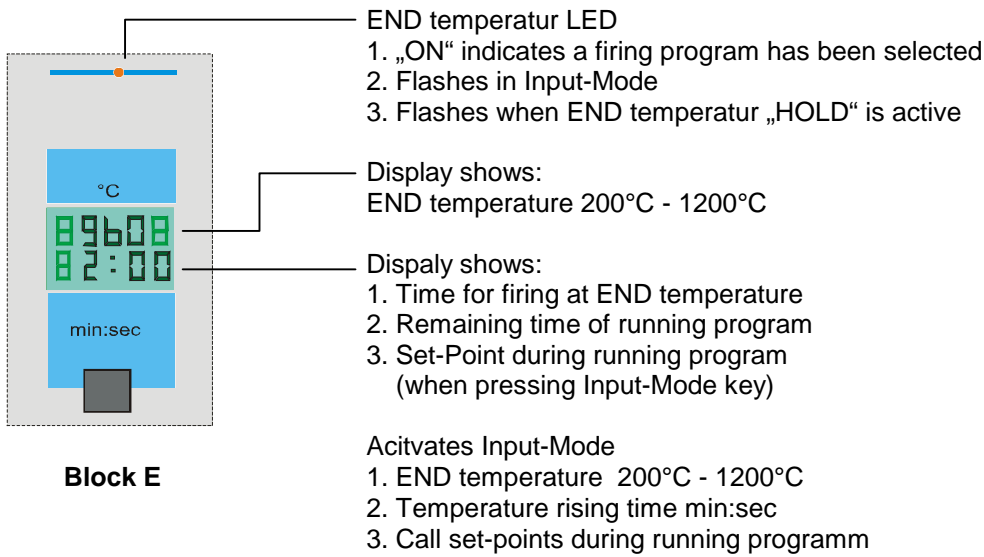 END temperatur LED
1. „ON“ indicates a firing program has been selected
2. Flashes in Input-Mode
3. Flashes when END temperatur „HOLD“ is active
Display shows:
END temperature 200°C - 1200°C
Dispaly shows:
1. Time for firing at END temperature
2. Remaining time of running program
3. Set-Point during running program
(when pressing Input-Mode key)
Acitvates Input-Mode
1. END temperature 200°C - 1200°C
2. Temperature rising time min:sec
3. Call set-points during running programm
°C
89608
82:00
min:sec
Block E